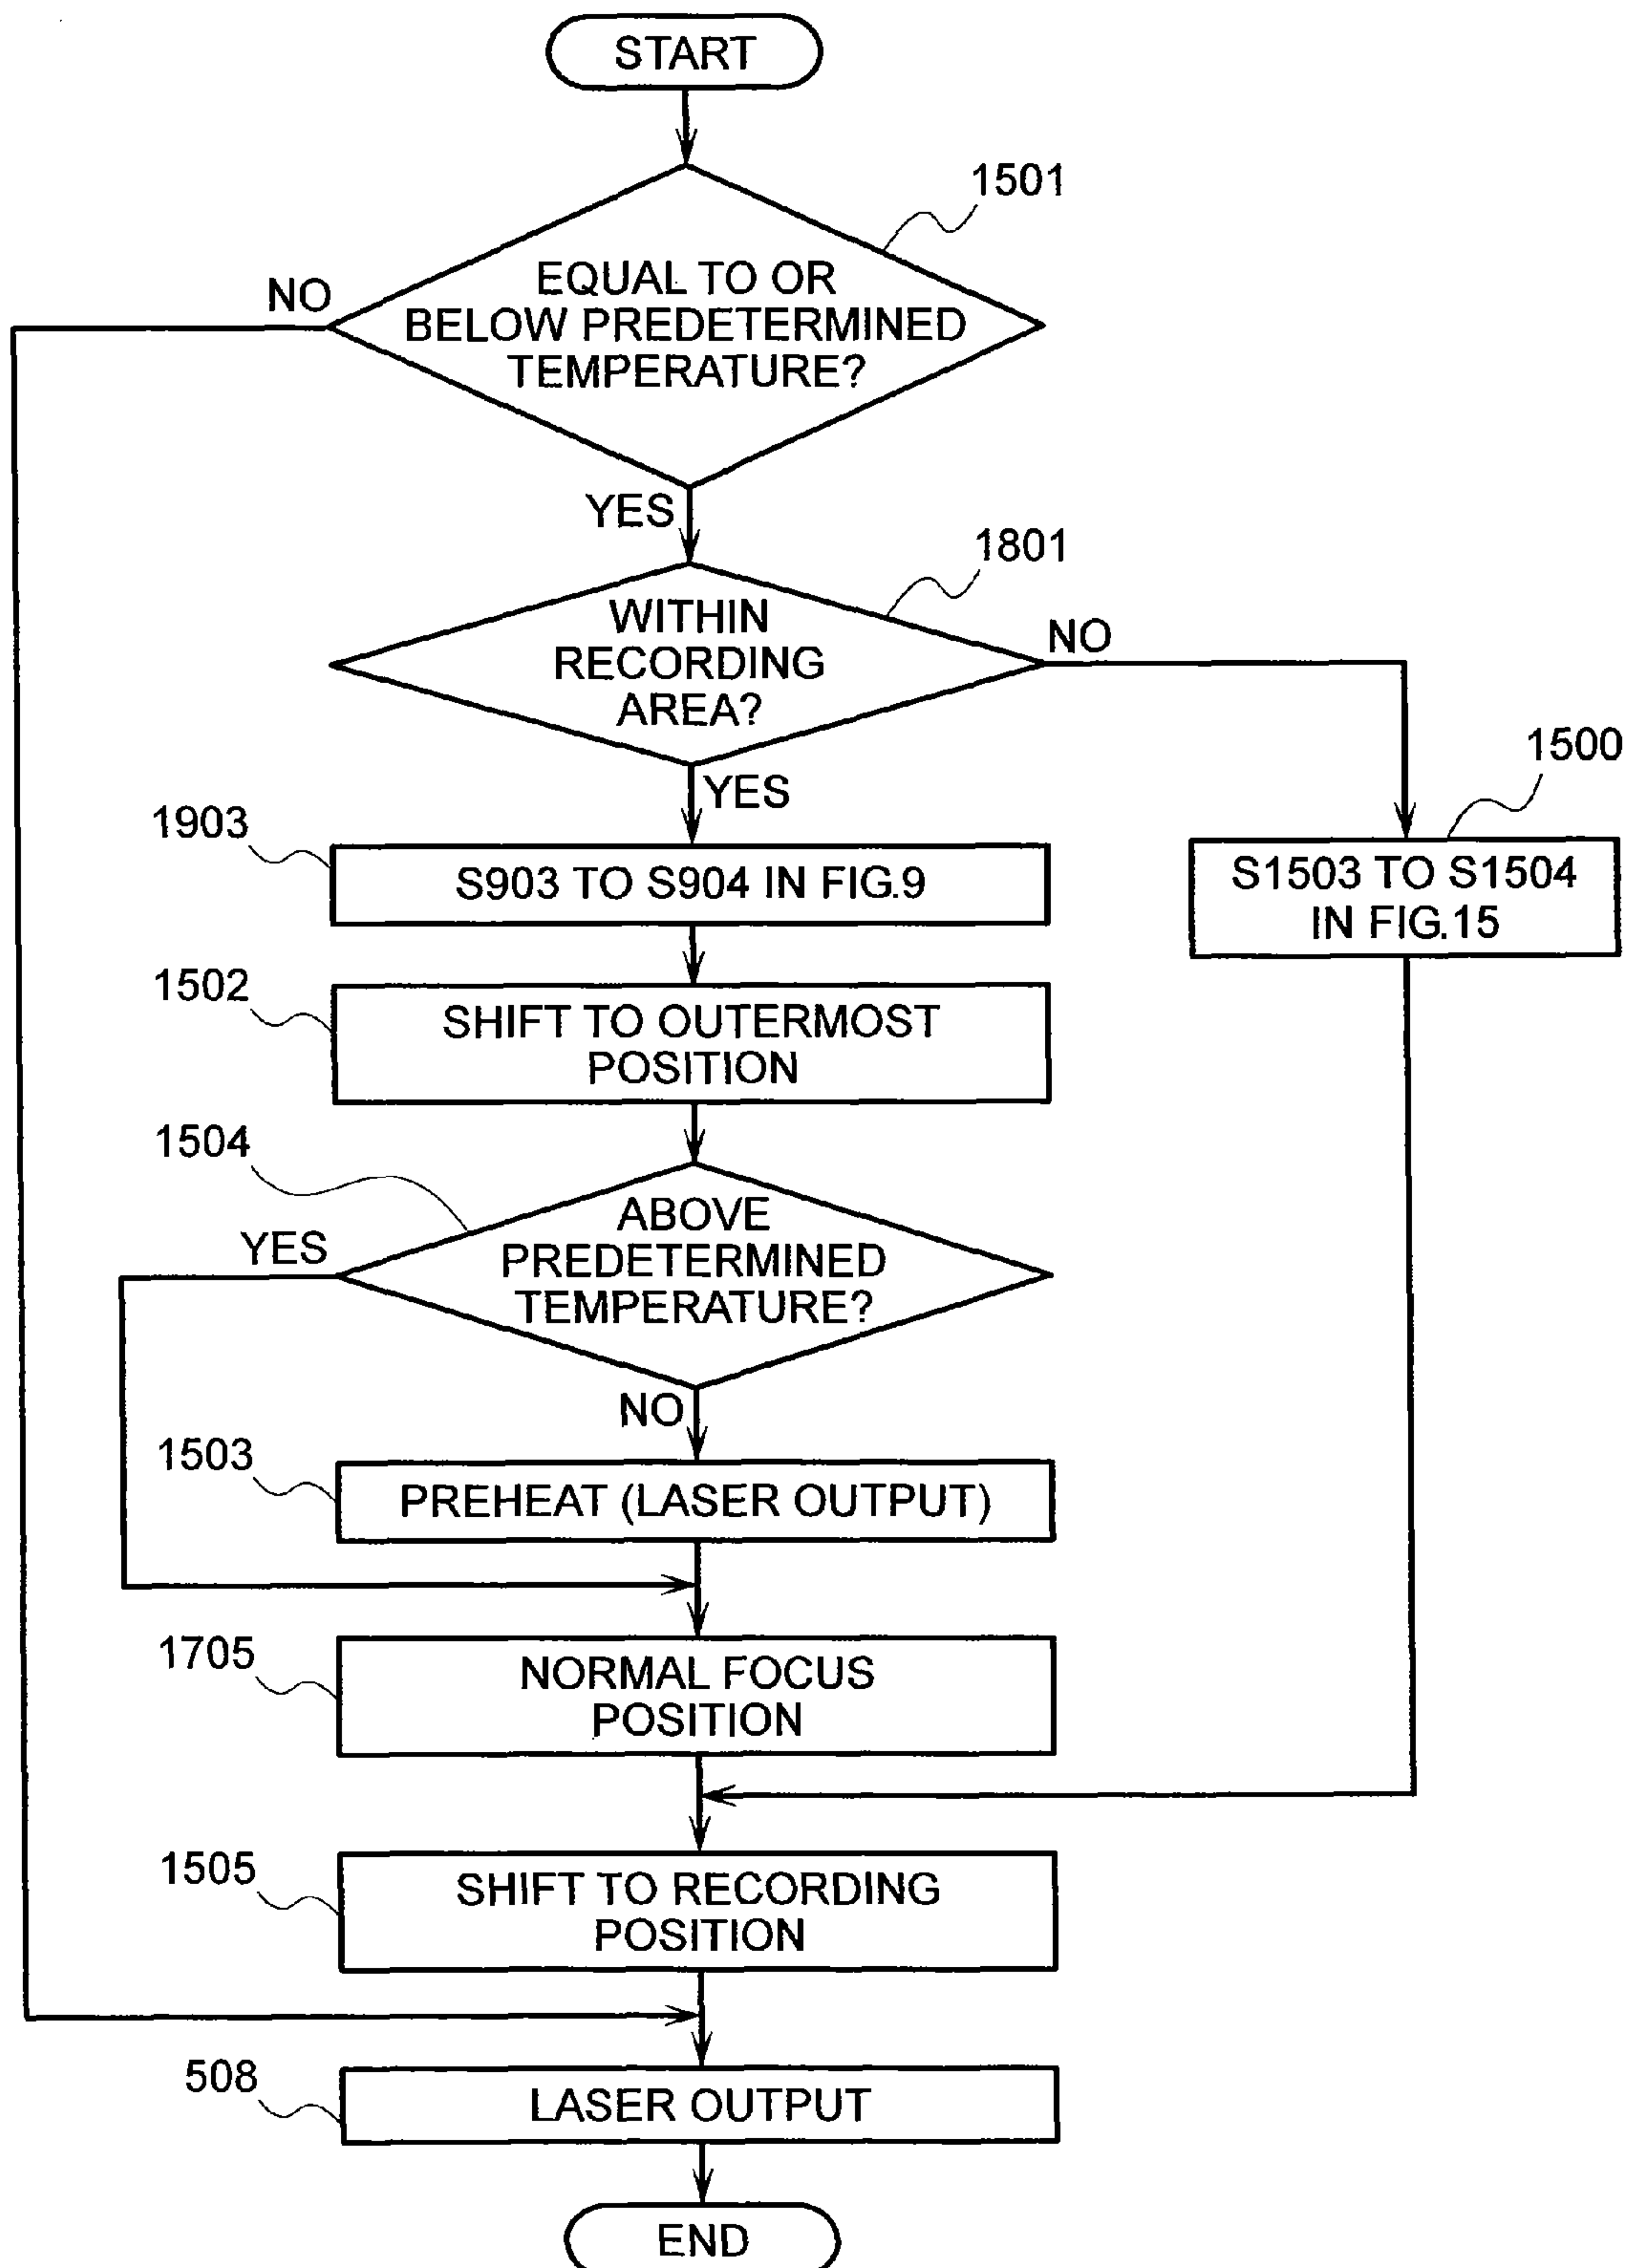 START
1501
EQUAL TO OR
BELOW PREDETERMINED
TEMPERATURE?
NO
YES
1801
WITHIN
RECORDING
AREA?
NO
YES
1500
S1503 TO S1504
IN FIG.15
1903
S903 TO S904 IN FIG.9
1502
SHIFT TO OUTERMOST
POSITION
1504
ABOVE
PREDETERMINED
TEMPERATURE?
YES
NO
1503
PREHEAT (LASER OUTPUT)
1705
NORMAL FOCUS
POSITION
1505
SHIFT TO RECORDING
POSITION
508
LASER OUTPUT
END